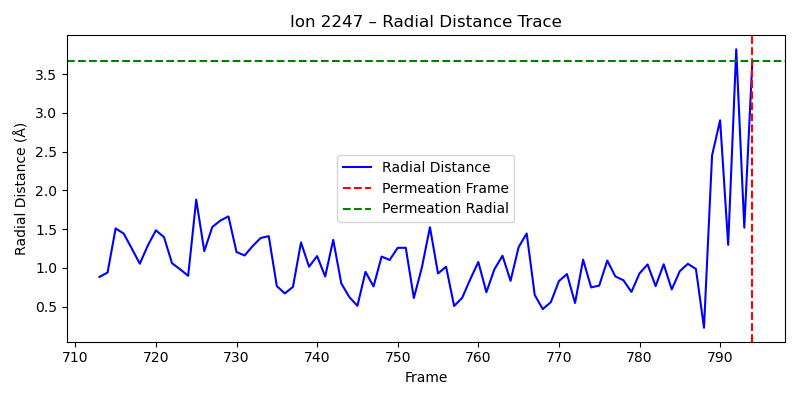 Ion 2247 – Radial Distance Trace
Radial Distance (Å)
3.5
3.0
2.5
2.0
1.5
1.0
0.5
Radial Distance
Permeation Frame
Permeation Radial
710 720 730 740 750 760 770 780 790
Frame